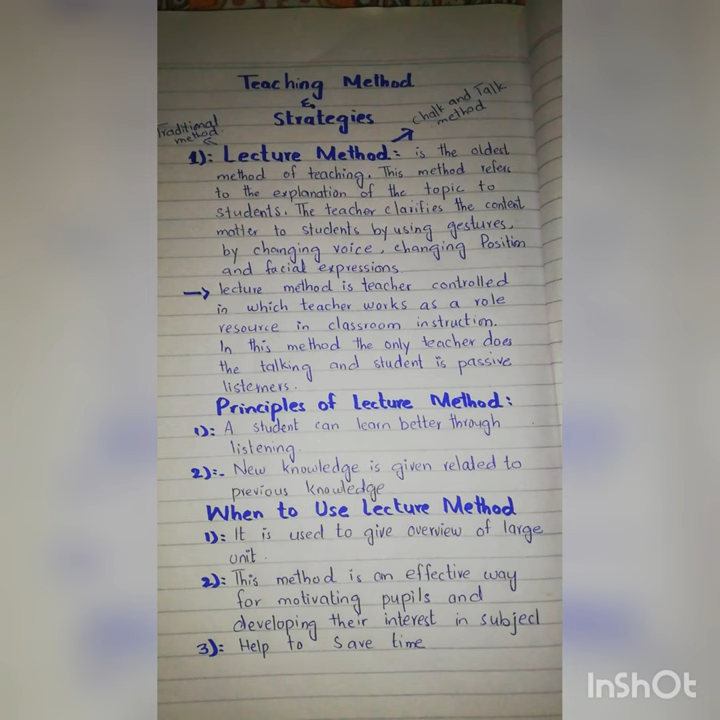 Teaching Method
&
Strategies
Traditional
method
chalk and Talk
method
1): Lecture Method: is the oldest
method of teaching. This method refers
to the explanation of the topic to
students. The teacher clarifies the content
matter to students by using gestures,
by changing voice, changing Position
and facial expressions.
→ lecture method is teacher controlled
in which teacher works as a role
resource in classroom instruction.
In this method the only teacher does
the talking and student is passive
listerners.
Principles of Lecture Method:
1): A student can learn better through
listening.
2):- New knowledge is given related to
previous knowledge
When to Use Lecture Method
1): It is used to give overview of large
unit.
2): This method is an effective way
for motivating pupils and
developing their interest in subject
3): Help to save time
InShOt